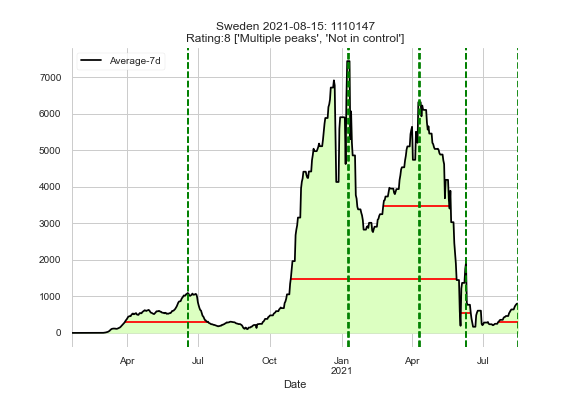 Sweden 2021-08-15: 1110147
Rating:8 ['Multiple peaks', 'Not in control']
Average-7d
7000
6000
5000
4000
3000
2000
1000
0
Apr Jul Oct Jan Apr Jul
2021
Date